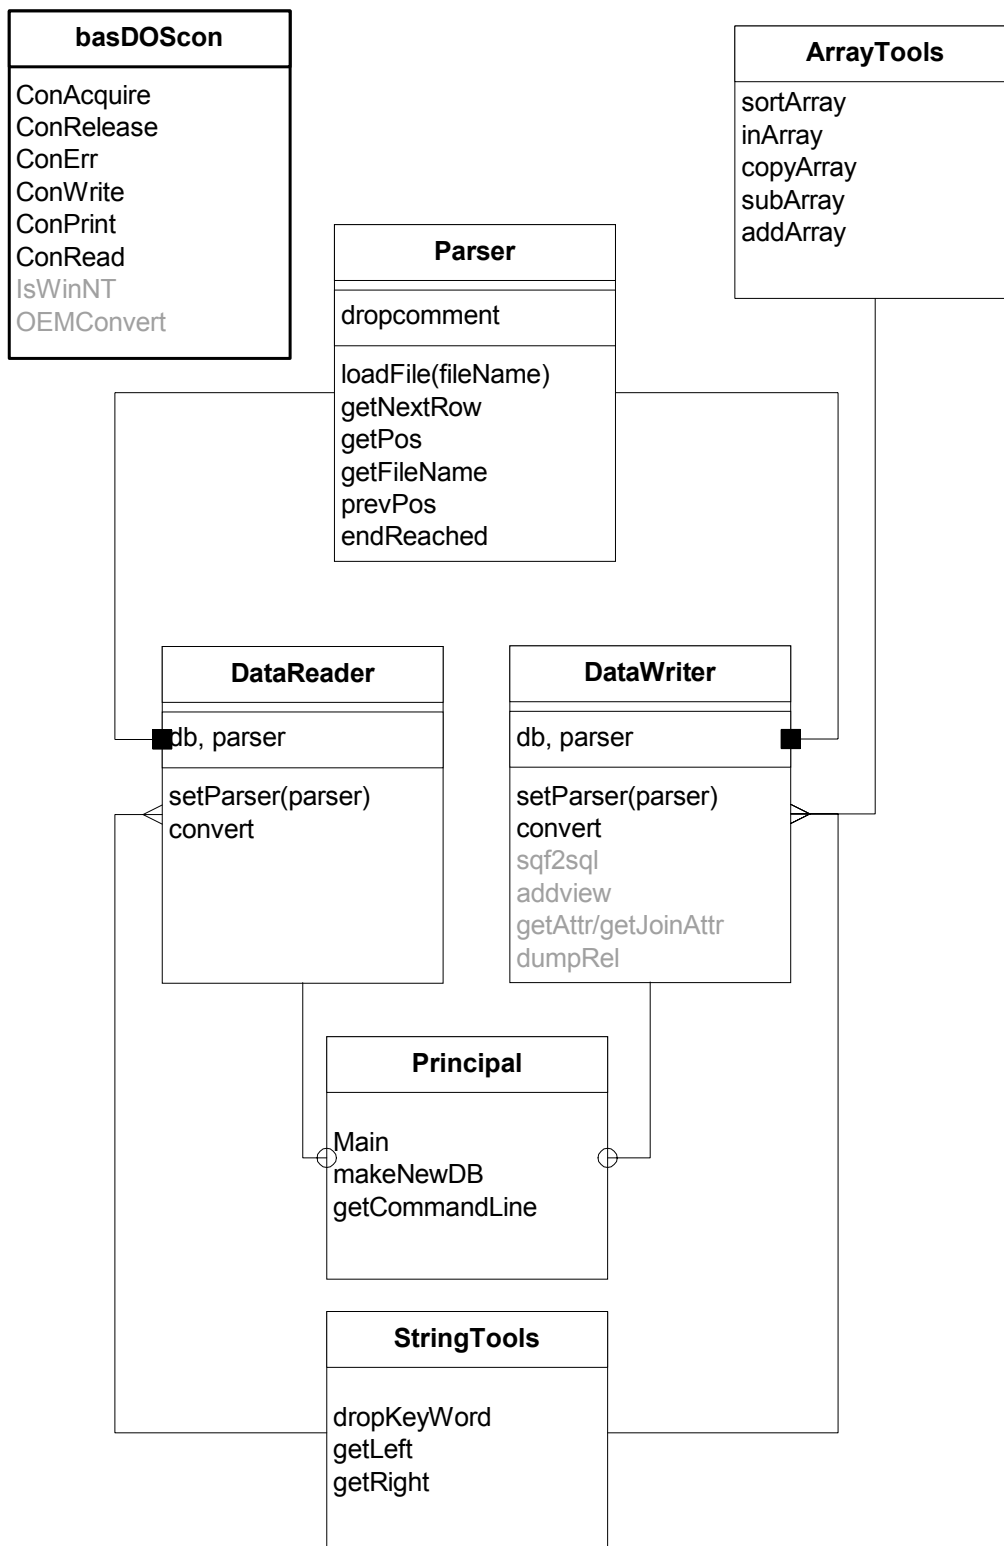 basDOScon
ConAcquire
ConRelease
ConErr
ConWrite
ConPrint
ConRead
IsWinNT
OEMConvert
ArrayTools
sortArray
inArray
copyArray
subArray
addArray
Parser
dropcomment
loadFile(fileName)
getNextRow
getPos
getFileName
prevPos
endReached
DataReader
db, parser
setParser(parser)
convert
DataWriter
db, parser
setParser(parser)
convert
sqf2sql
addview
getAttr/getJoinAttr
dumpRel
Principal
Main
makeNewDB
getCommandLine
StringTools
dropKeyWord
getLeft
getRight